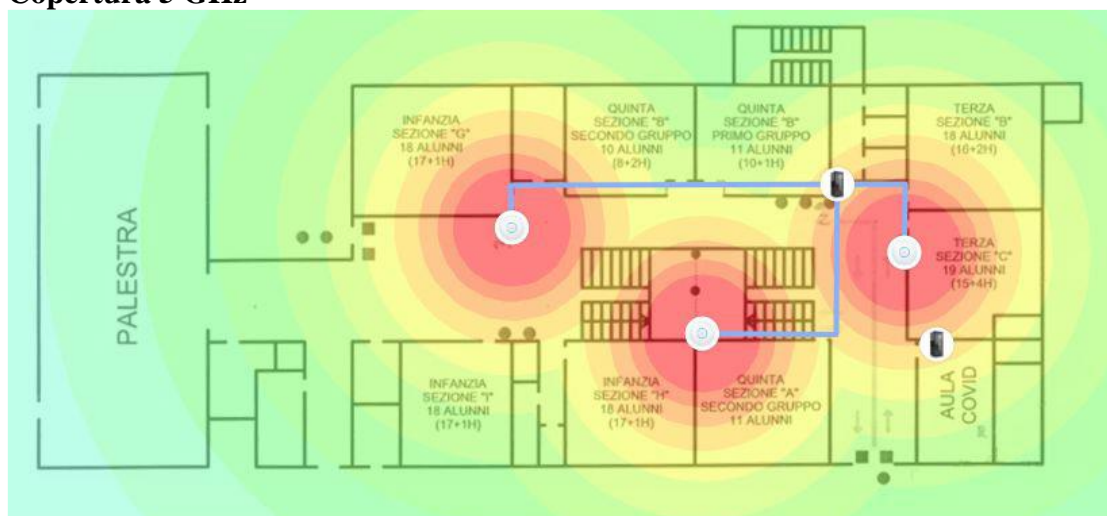 Copertura 5 GHz
INFANZIA
SEZIONE "G"
18 ALUNNI
(17+1H)
QUINTA
SEZIONE "B"
SECONDO GRUPPO
10 ALUNNI
(8+2H)
QUINTA
SEZIONE "B"
PRIMO GRUPPO
11 ALUNNI
(10+1H)
TERZA
SEZIONE "B"
18 ALUNNI
(16+2H)
PALESTRA
TERZA
SEZIONE "C"
19 ALUNNI
(15+4H)
INFANZIA
SEZIONE "I"
18 ALUNNI
(17+1H)
INFANZIA
SEZIONE "H"
18 ALUNNI
(17+1H)
QUINTA
SEZIONE "A"
SECONDO GRUPPO
11 ALUNNI
AULA
COVID